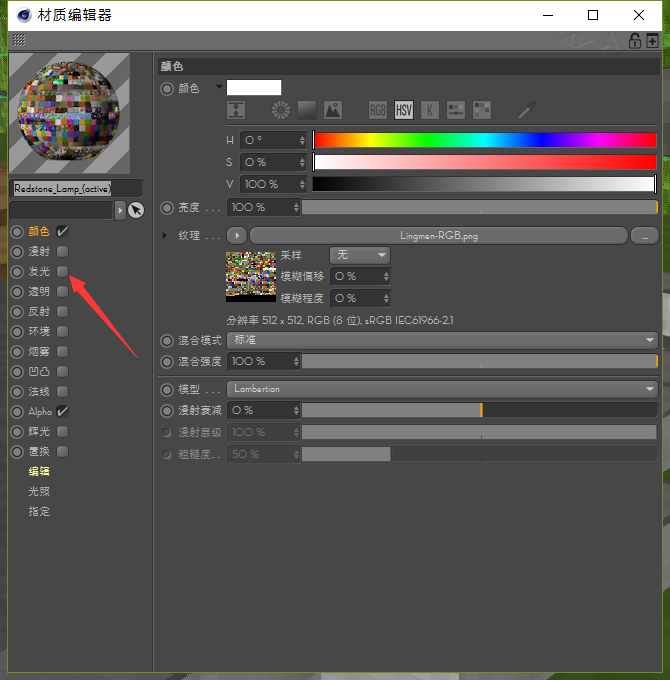 材质编辑器
颜色
颜色
RGB HSV K
H 0 °
S 0 %
V 100 %
Redstone_Lamp_(active)
亮度 . . . 100 %
颜色
漫射
发光
透明
反射
环境
烟雾
凹凸
法线
Alpha
辉光
置换
编辑
光照
指定
纹理 . . . Lingmen-RGB.png ...
采样 无
模糊偏移 0 %
模糊程度 0 %
分辨率 512 x 512, RGB (8 位), sRGB IEC61966-2.1
混合模式 标准
混合强度 100 %
模型 . . . Lambertian
漫射衰减 0 %
漫射层级 100 %
粗糙度. . 50 %